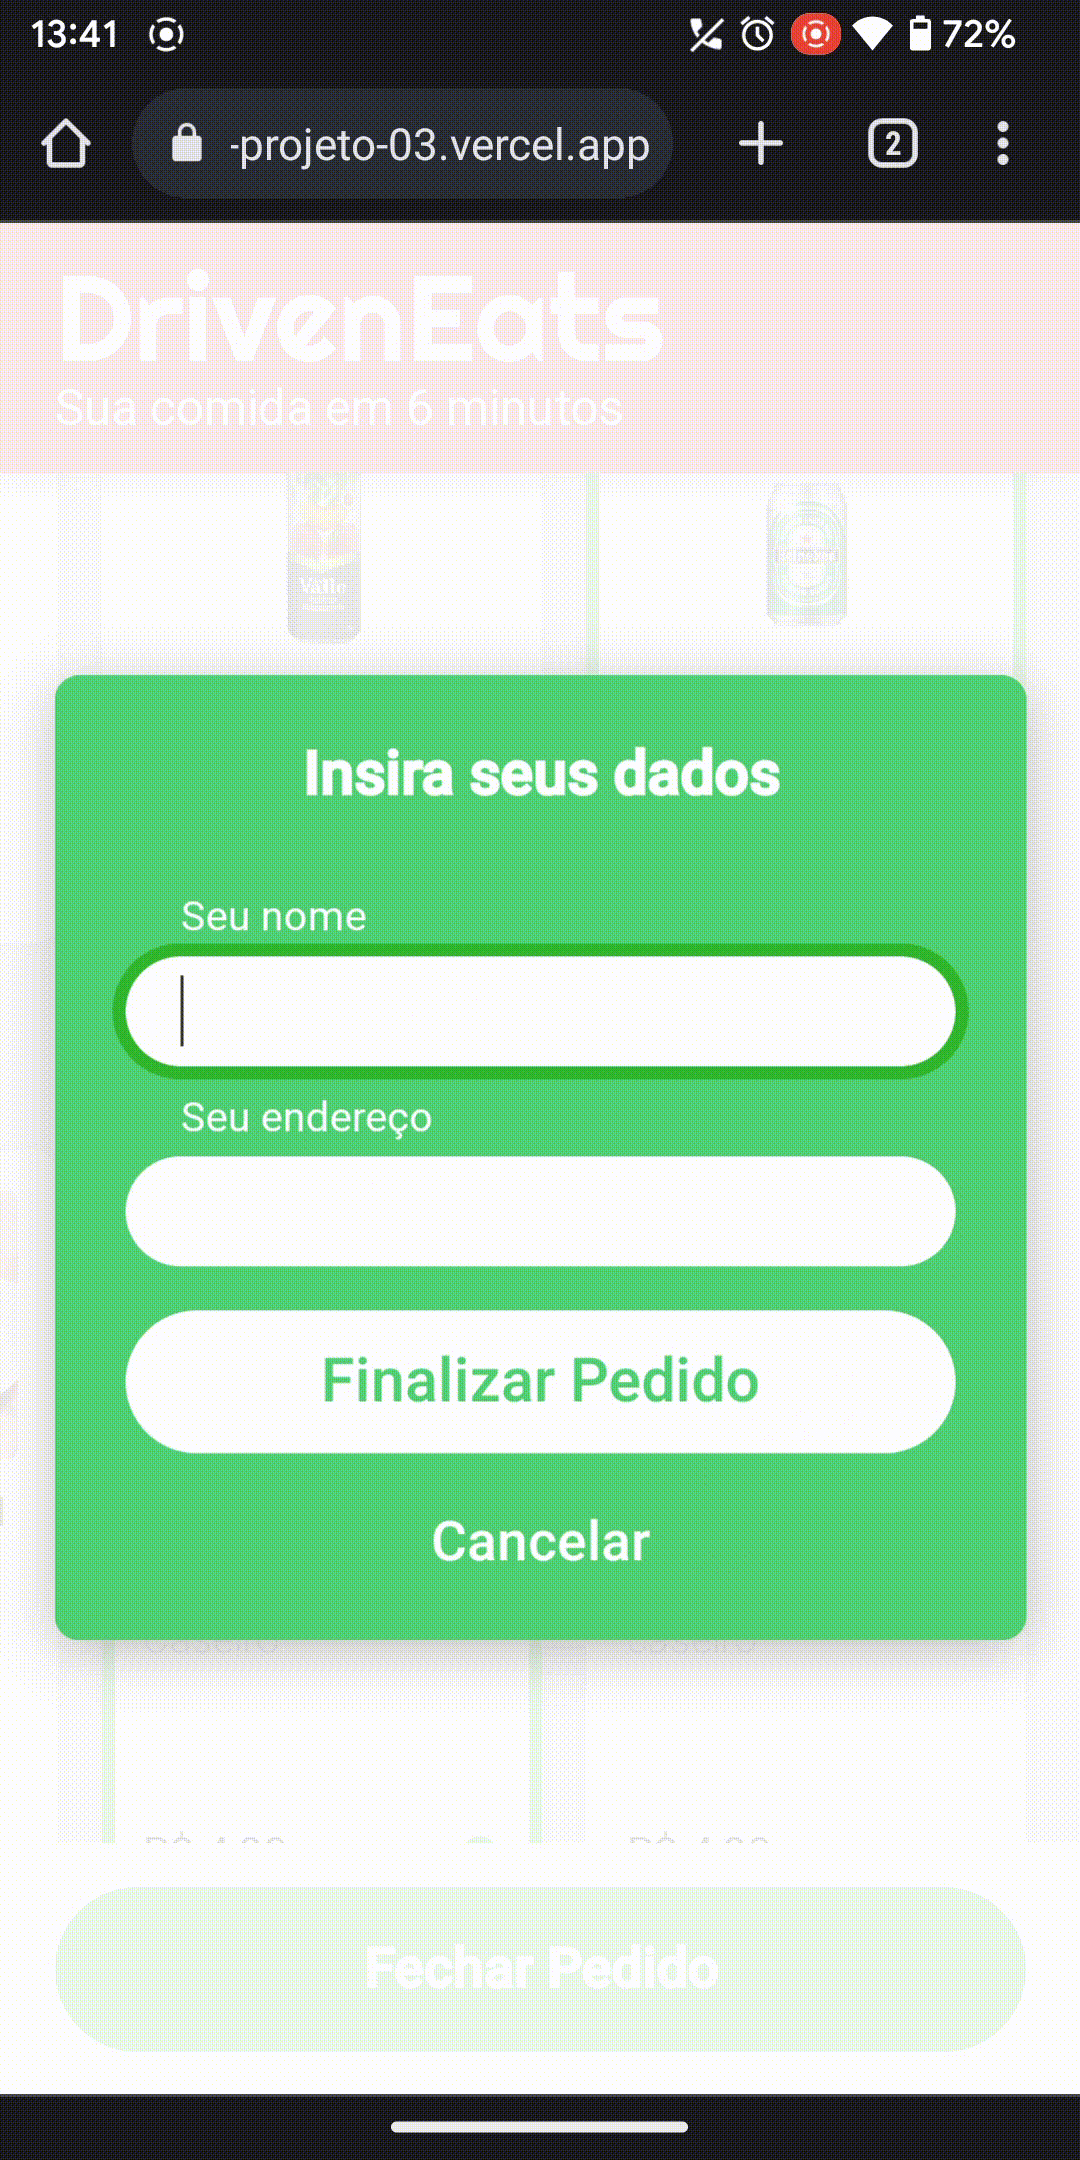 13:41
72%
-projeto-03.vercel.app
2
DrivenEats
Sua comida em 6 minutos
Insira seus dados
Seu nome
Seu endereço
Finalizar Pedido
Cancelar
Fechar Pedido